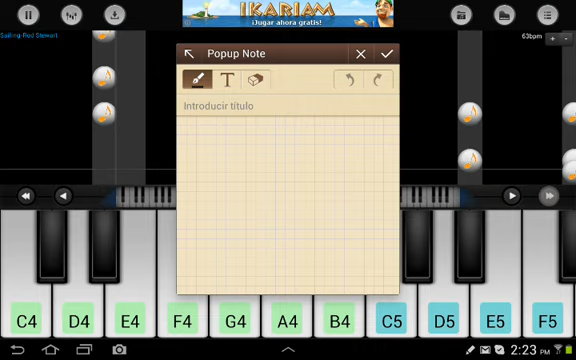 IKARIAM
¡Jugar ahora gratis!
Sailing Rod Stewart
63bpm
Popup Note
T
Introducir título
C4 D4 E4 F4 G4 A4 B4 C5 D5 E5 F5
2:23 PM